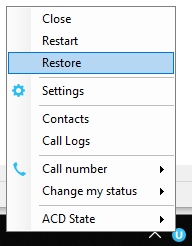 Close
Restart
Restore
Settings
Contacts
Call Logs
Call number
Change my status
ACD State
U